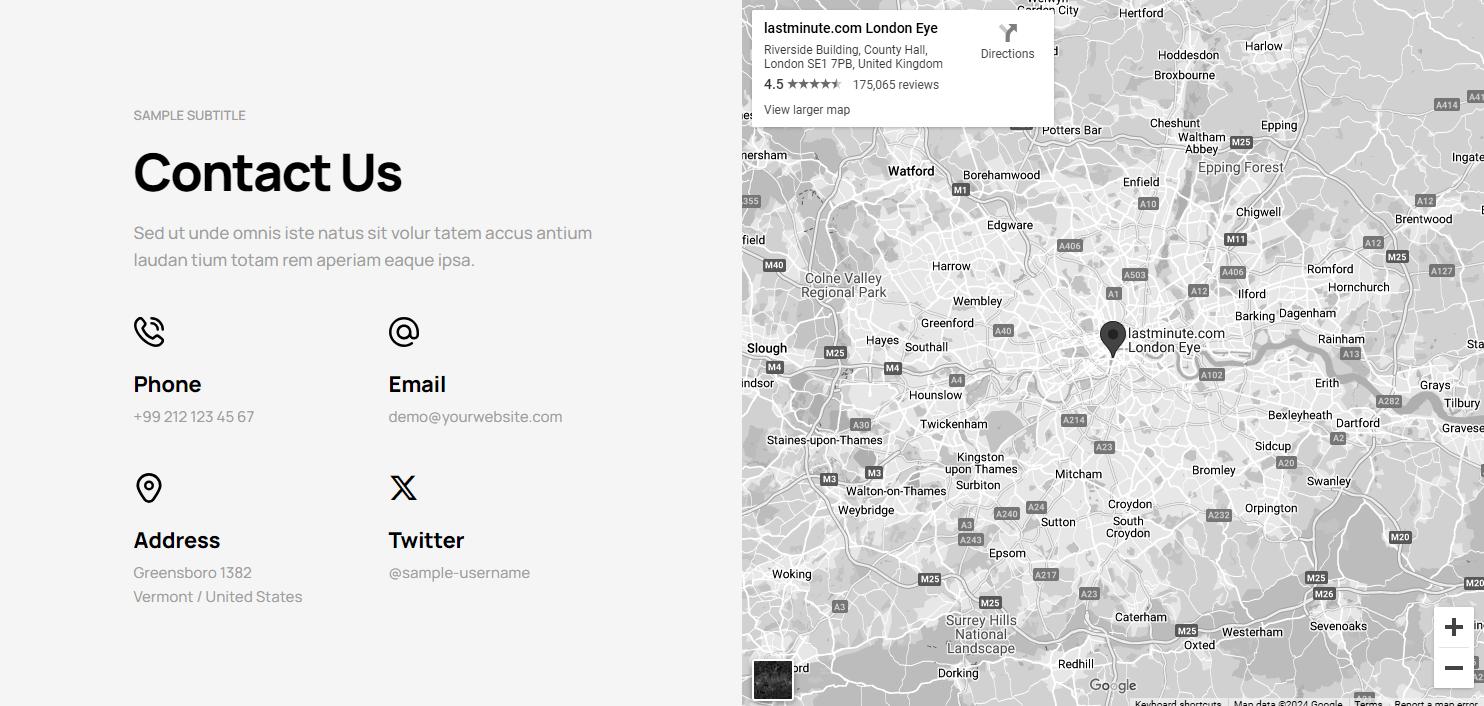 SAMPLE SUBTITLE
Contact Us
Sed ut unde omnis iste natus sit volur tatem accus antium
laudan tium totam rem aperiam eaque ipsa.
Phone
+99 212 123 45 67
Email
demo@yourwebsite.com
Address
Greensboro 1382
Vermont / United States
Twitter
@sample-username
lastminute.com London Eye
Riverside Building, County Hall,
London SE1 7PB, United Kingdom
4.5
175,065 reviews
View larger map
Directions
Garden City
Hertford
Hoddesdon
Harlow
Broxbourne
A414
Potters Bar
Cheshunt
Epping
Waltham
Abbey
M25
Epping Forest
Watford
M1
Borehamwood
Enfield
A10
A12
Chigwell
Brentwood
Edgware
M11
A406
A12
M25
M40
Harrow
A503
A406
Romford
A127
Colne Valley
Regional Park
Hornchurch
A1
A12
Ilford
Wembley
Barking
Dagenham
Greenford
A40
lastminute.com
London Eye
Hayes
Southall
Rainham
Slough
M25
A13
M4
M4
A4
A102
Erith
Grays
Hounslow
A282
Tilbury
A30
Twickenham
A214
Bexleyheath
Dartford
Staines-upon-Thames
A23
Sidcup
A2
Kingston
upon Thames
A20
M3
M3
Surbiton
Mitcham
Bromley
Swanley
Walton-on-Thames
Weybridge
A240
A24
Croydon
A232
Orpington
A3
Sutton
South
Croydon
A243
M20
Epsom
Woking
M25
A217
M25
M20
M26
A3
M25
A23
Caterham
Surrey Hills
National
Landscape
M25
Westerham
Sevenoaks
Oxted
Dorking
Redhill
Google
Keyboard shortcuts
Map data ©2024 Google
Terms
Report a map error